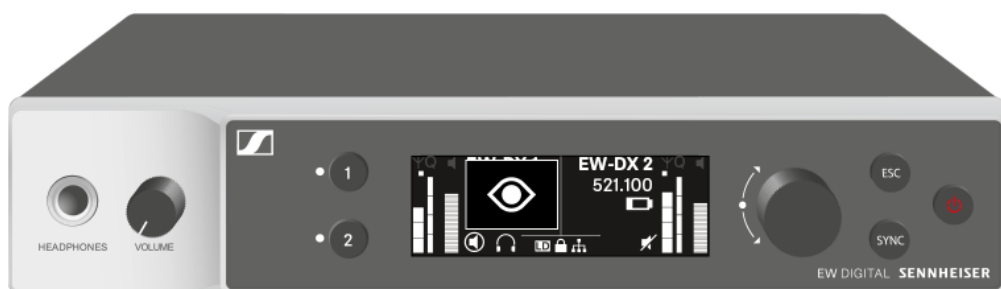 1
2
HEADPHONES
VOLUME
EW-DX 2
521.100
LD
ESC
SYNC
EW DIGITAL SENNHEISER